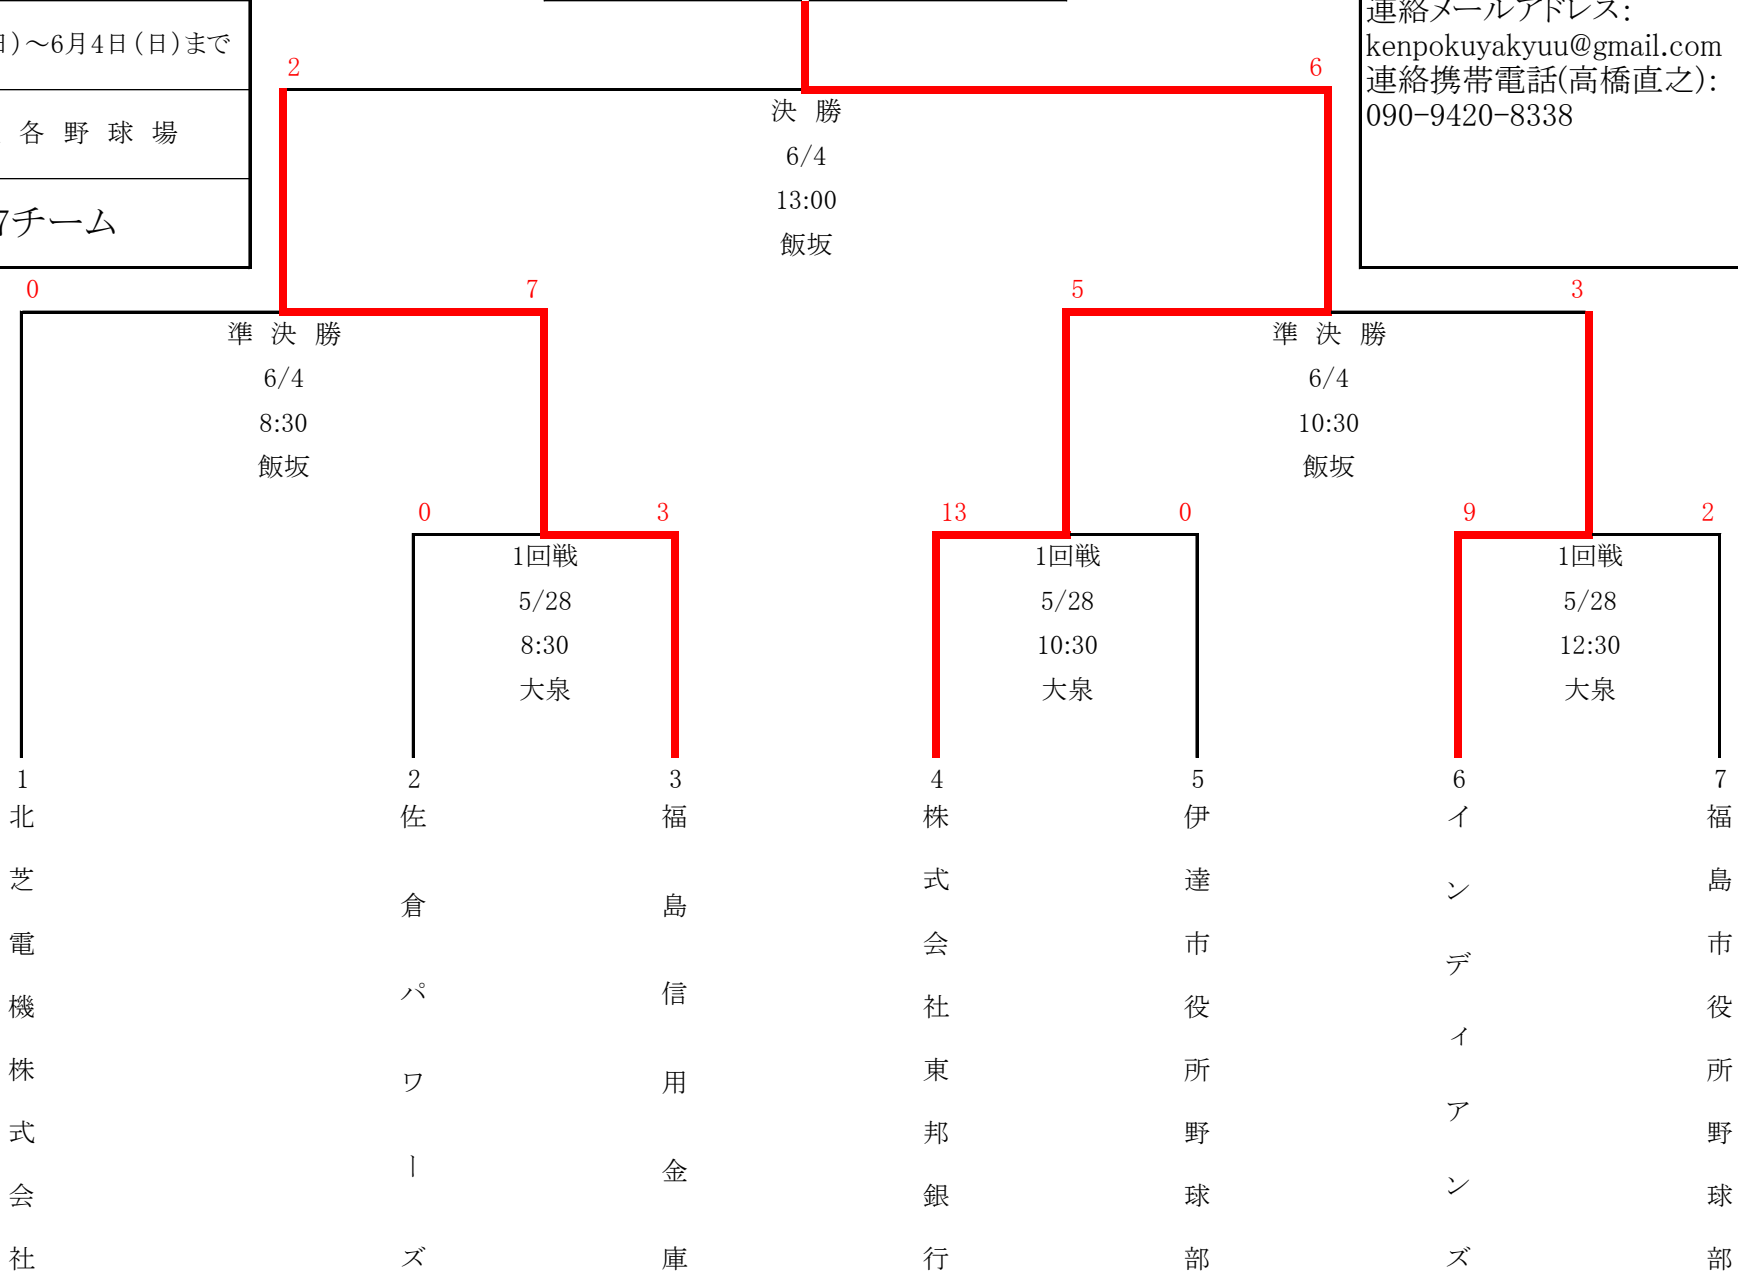 日)～6月4日(日)まで
各野球場
7チーム
連絡メールアドレス:
kenpokuyakyuu@gmail.com
連絡携帯電話(高橋直之):
090-9420-8338
2
6
決勝
6/4
13:00
飯坂
0
7
5
3
準決勝
6/4
8:30
飯坂
準決勝
6/4
10:30
飯坂
0
3
13
0
9
2
1回戦
5/28
8:30
大泉
1回戦
5/28
10:30
大泉
1回戦
5/28
12:30
大泉
1
北芝電機株式会社
2
佐倉パワーズ
3
福島信用金庫
4
株式会社東邦銀行
5
伊達市役所野球部
6
インディアンズ
7
福島市役所野球部